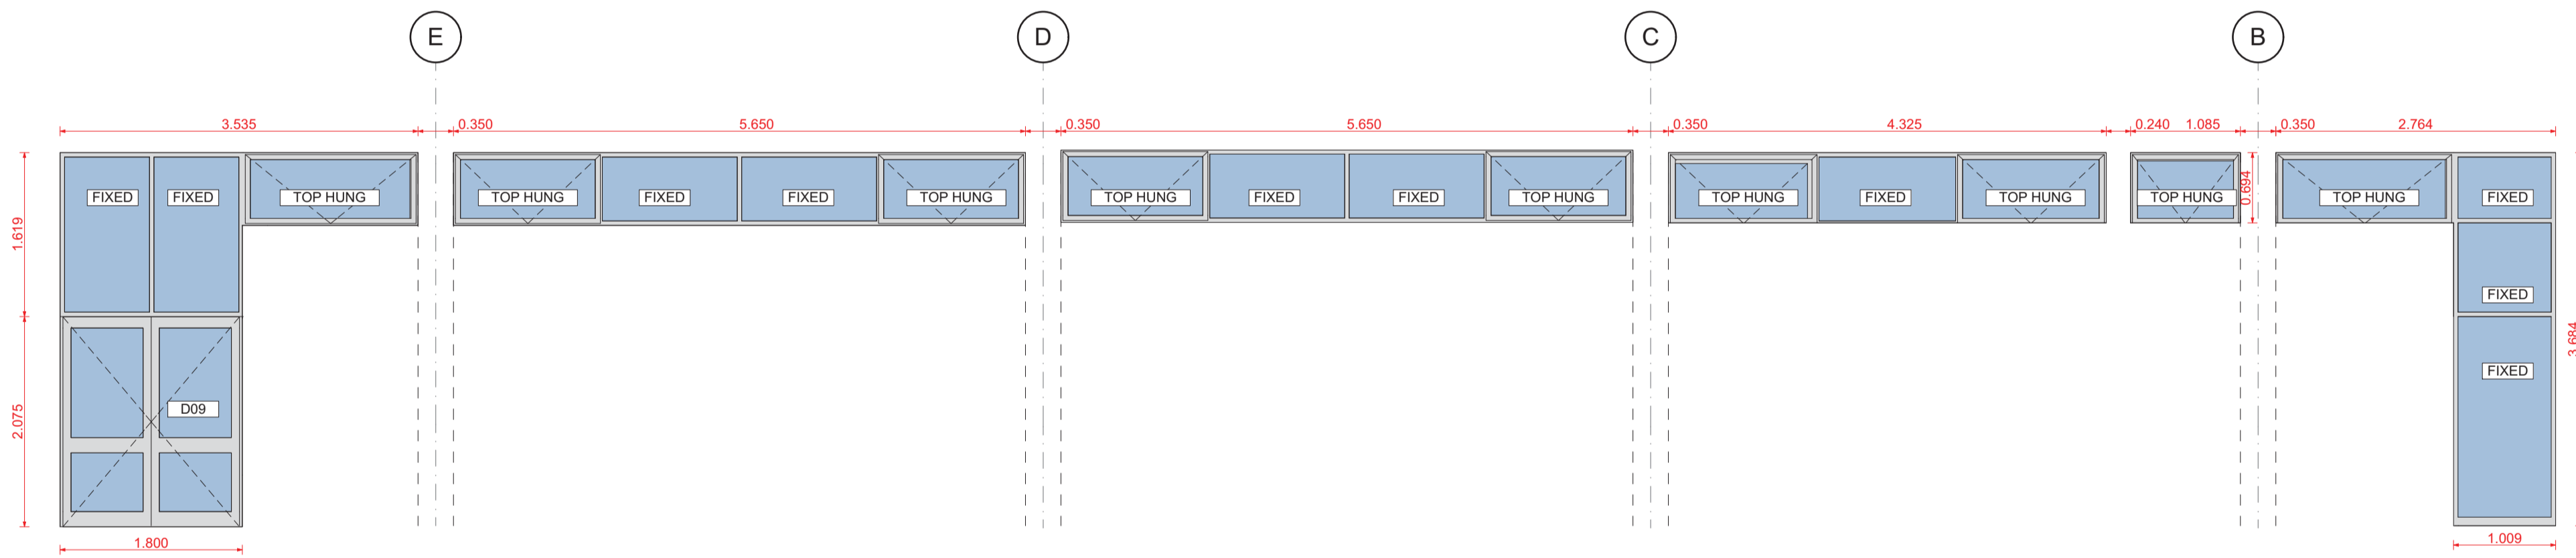 E D C B
3.535 0.350 5.650 0.350 5.650 0.350 4.325 0.240 1.085 0.350 2.764
FIXED FIXED TOP HUNG TOP HUNG FIXED FIXED TOP HUNG TOP HUNG FIXED FIXED TOP HUNG TOP HUNG FIXED TOP HUNG TOP HUNG 0.694 TOP HUNG FIXED
1.619 FIXED
3.684
FIXED
2.075 D09
1.800 1.009